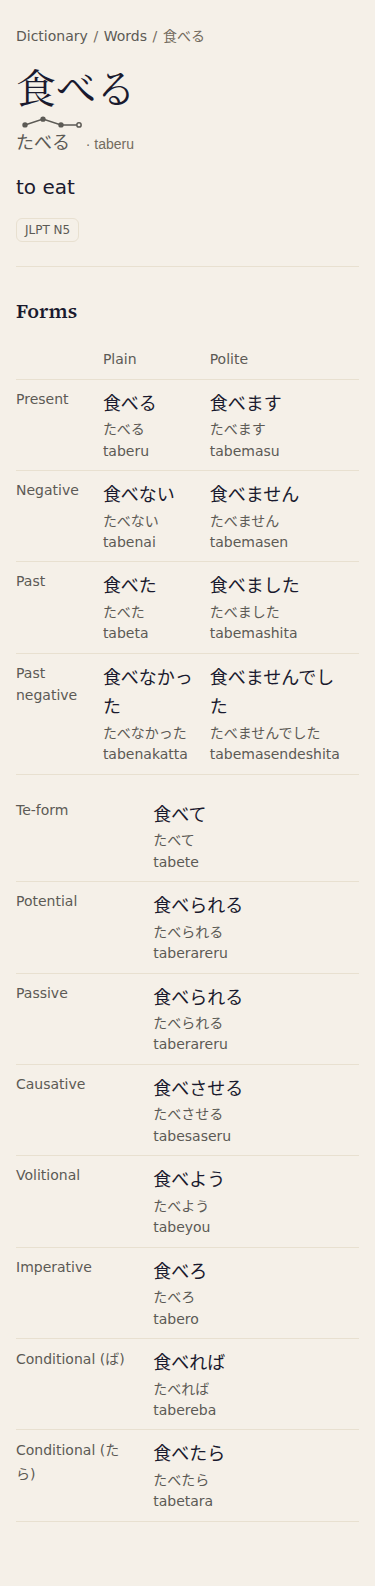 Dictionary / Words / 食べる
食べる
たべる · taberu
to eat
JLPT N5
Forms
Plain Polite
Present 食べる 食べます
たべる たべます
taberu tabemasu
Negative 食べない 食べません
たべない たべません
tabenai tabemasen
Past 食べた 食べました
たべた たべました
tabeta tabemashita
Past 食べなかっ 食べませんでし
negative た た
たべなかった たべませんでした
tabenakatta tabemasendeshita
Te-form 食べて
たべて
tabete
Potential 食べられる
たべられる
taberareru
Passive 食べられる
たべられる
taberareru
Causative 食べさせる
たべさせる
tabesaseru
Volitional 食べよう
たべよう
tabeyou
Imperative 食べろ
たべろ
tabero
Conditional (ば) 食べれば
たべれば
tabereba
Conditional (た 食べたら
ら) たべたら
tabetara